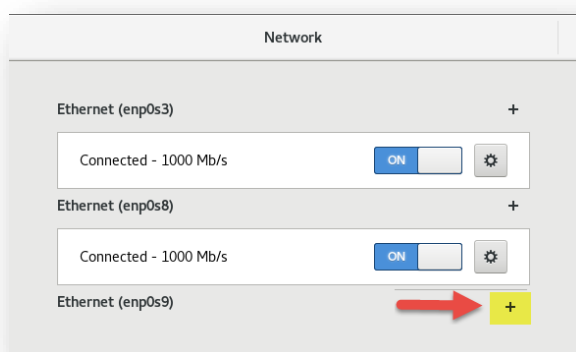 Network
Ethernet (enp0s3) +
Connected - 1000 Mb/s ON
Ethernet (enp0s8) +
Connected - 1000 Mb/s ON
Ethernet (enp0s9) +